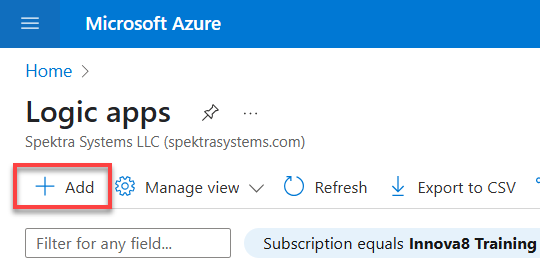 Microsoft Azure
Home
Logic apps
Spektra Systems LLC (spektrasystems.com)
Add Manage view Refresh Export to CSV
Filter for any field... Subscription equals Innova8 Training